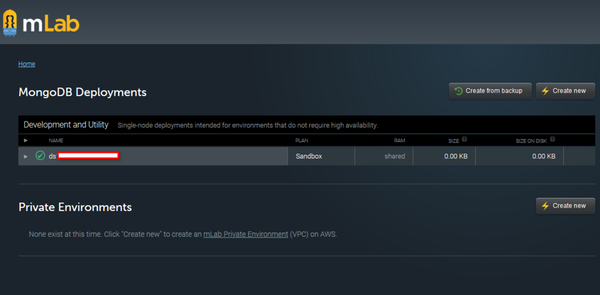 mLab
Home
MongoDB Deployments
Create from backup
Create new
Development and Utility Single-node deployments intended for environments that do not require high availability.
NAME PLAN RAM SIZE SIZE ON DISK
ds Sandbox shared 0.00 KB 0.00 KB
Private Environments
Create new
None exist at this time. Click "Create new" to create an mLab Private Environment (VPC) on AWS.